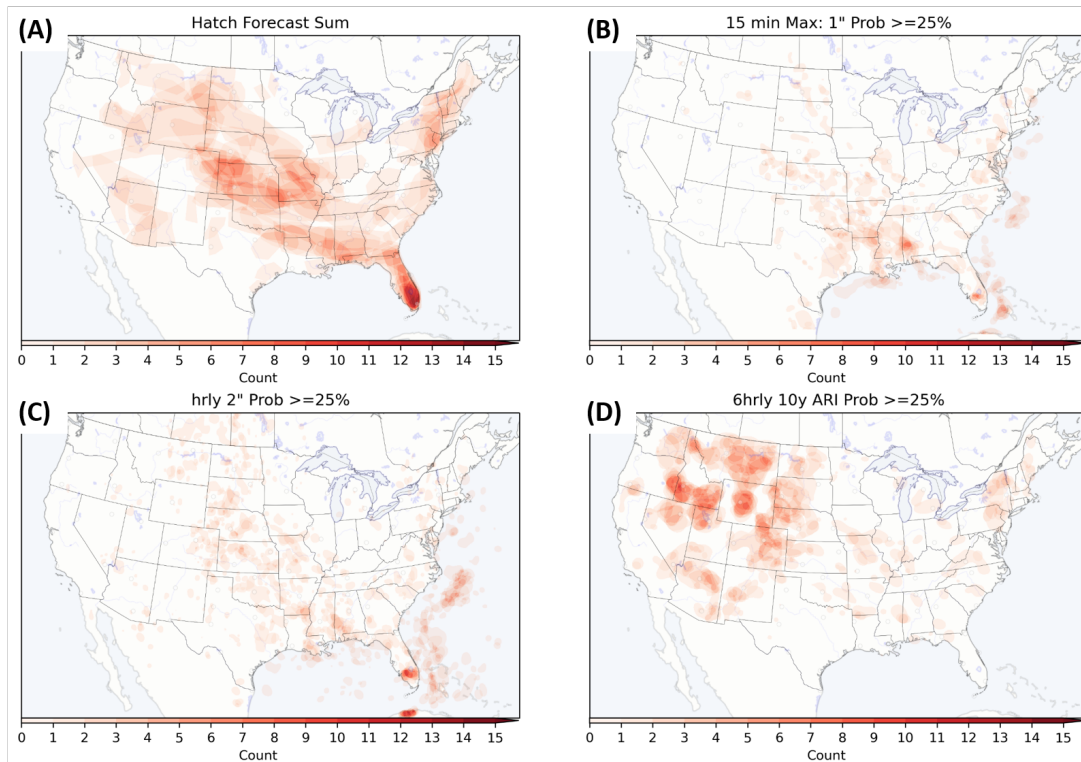 (A)
Hatch Forecast Sum
0 1 2 3 4 5 6 7 8 9 10 11 12 13 14 15
Count
(B)
15 min Max: 1" Prob >=25%
0 1 2 3 4 5 6 7 8 9 10 11 12 13 14 15
Count
(C)
hrly 2" Prob >=25%
0 1 2 3 4 5 6 7 8 9 10 11 12 13 14 15
Count
(D)
6hrly 10y ARI Prob >=25%
0 1 2 3 4 5 6 7 8 9 10 11 12 13 14 15
Count